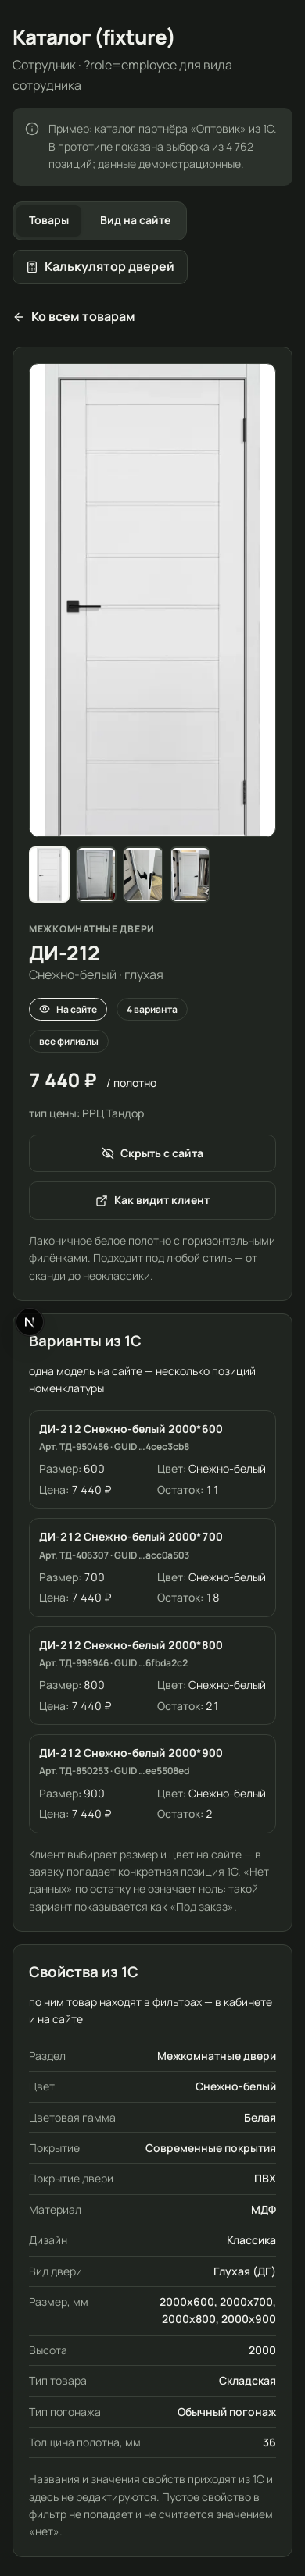 Каталог (fixture)
Сотрудник · ?role=employee для вида
сотрудника
Пример: каталог партнёра «Оптовик» из 1С.
В прототипе показана выборка из 4 762
позиций; данные демонстрационные.
Товары
Вид на сайте
Калькулятор дверей
← Ко всем товарам
МЕЖКОМНАТНЫЕ ДВЕРИ
ДИ-212
Снежно-белый · глухая
На сайте
4 варианта
все филиалы
7 440 ₽ / полотно
тип цены: РРЦ Тандор
Скрыть с сайта
Как видит клиент
Лаконичное белое полотно с горизонтальными
филёнками. Подходит под любой стиль — от
сканди до неоклассики.
N
Варианты из 1С
одна модель на сайте — несколько позиций
номенклатуры
ДИ-212 Снежно-белый 2000*600
Арт. ТД-950456 · GUID …4cec3cb8
Размер: 600 Цвет: Снежно-белый
Цена: 7 440 ₽ Остаток: 11
ДИ-212 Снежно-белый 2000*700
Арт. ТД-406307 · GUID …acc0a503
Размер: 700 Цвет: Снежно-белый
Цена: 7 440 ₽ Остаток: 18
ДИ-212 Снежно-белый 2000*800
Арт. ТД-998946 · GUID …6fbda2c2
Размер: 800 Цвет: Снежно-белый
Цена: 7 440 ₽ Остаток: 21
ДИ-212 Снежно-белый 2000*900
Арт. ТД-850253 · GUID …ee5508ed
Размер: 900 Цвет: Снежно-белый
Цена: 7 440 ₽ Остаток: 2
Клиент выбирает размер и цвет на сайте — в
заявку попадает конкретная позиция 1С. «Нет
данных» по остатку не означает ноль: такой
вариант показывается как «Под заказ».
Свойства из 1С
по ним товар находят в фильтрах — в кабинете
и на сайте
Раздел Межкомнатные двери
Цвет Снежно-белый
Цветовая гамма Белая
Покрытие Современные покрытия
Покрытие двери ПВХ
Материал МДФ
Дизайн Классика
Вид двери Глухая (ДГ)
Размер, мм 2000х600, 2000х700,
2000х800, 2000х900
Высота 2000
Тип товара Складская
Тип погонажа Обычный погонаж
Толщина полотна, мм 36
Названия и значения свойств приходят из 1С и
здесь не редактируются. Пустое свойство в
фильтр не попадает и не считается значением
«нет».